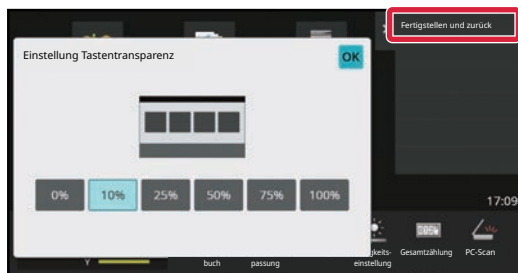 Fertigstellen und zurück
Einstellung Tastentransparenz
OK
0%
10%
25%
50%
75%
100%
17:09
Y
buch
passung
einstellung
Gesamtzählung
PC-Scan